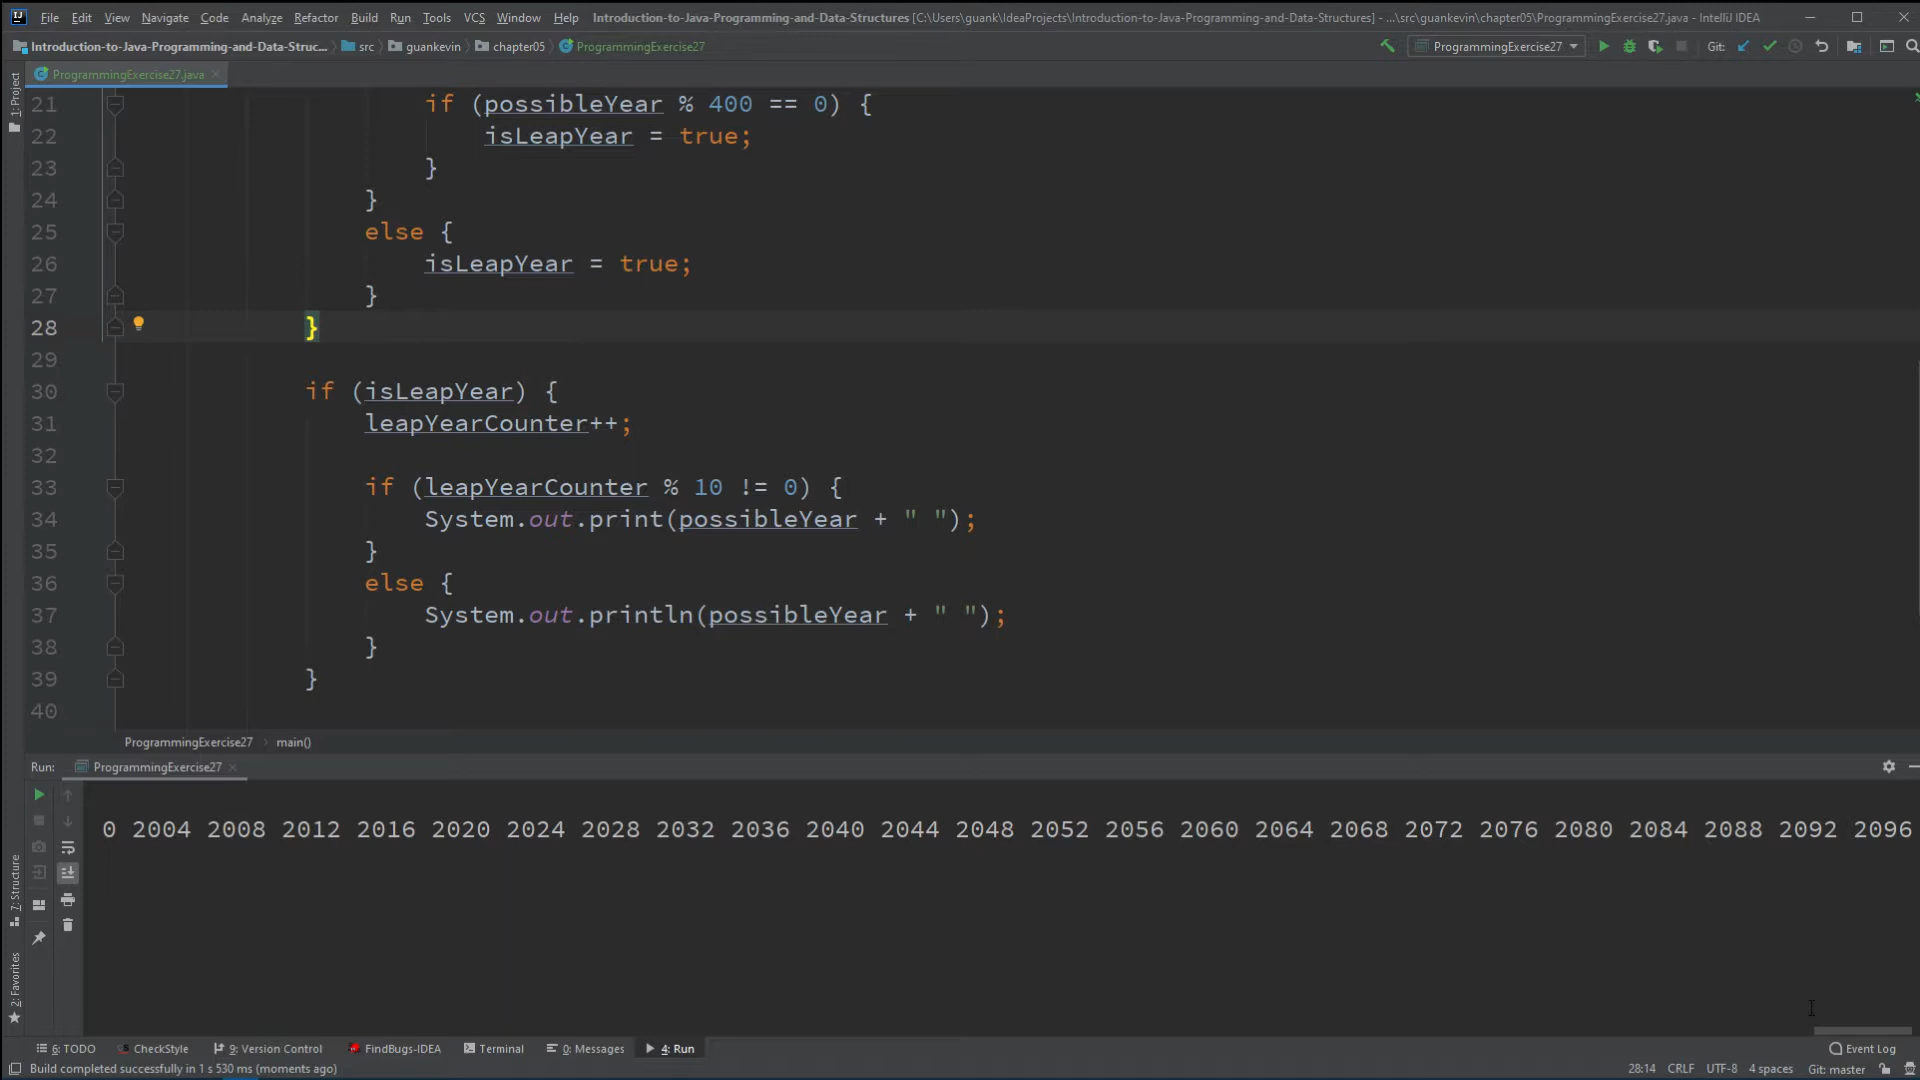 File Edit View Navigate Code Analyze Refactor Build Run Tools VCS Window Help Introduction-to-Java-Programming-and-Data-Structures [C:\Users\guank\IdeaProjects\Introduction-to-Java-Programming-and-Data-Structures] - ...\src\guankevin\chapter05\ProgrammingExercise27.java - IntelliJ IDEA
Introduction-to-Java-Programming-and-Data-Struc... src guankevin chapter05 ProgrammingExercise27 ProgrammingExercise27 Git:
1: Project
ProgrammingExercise27.java
21 if (possibleYear % 400 == 0) {
22 isLeapYear = true;
23 }
24 }
25 else {
26 isLeapYear = true;
27 }
28 }
29
30 if (isLeapYear) {
31 leapYearCounter++;
32
33 if (leapYearCounter % 10 != 0) {
34 System.out.print(possibleYear + " ");
35 }
36 else {
37 System.out.println(possibleYear + " ");
38 }
39 }
40
ProgrammingExercise27 main()
Run: ProgrammingExercise27
0 2004 2008 2012 2016 2020 2024 2028 2032 2036 2040 2044 2048 2052 2056 2060 2064 2068 2072 2076 2080 2084 2088 2092 2096
7: Structure
2: Favorites
6: TODO CheckStyle 9: Version Control FindBugs-IDEA Terminal 0: Messages 4: Run Event Log
Build completed successfully in 1 s 530 ms (moments ago) 28:14 CRLF UTF-8 4 spaces Git: master